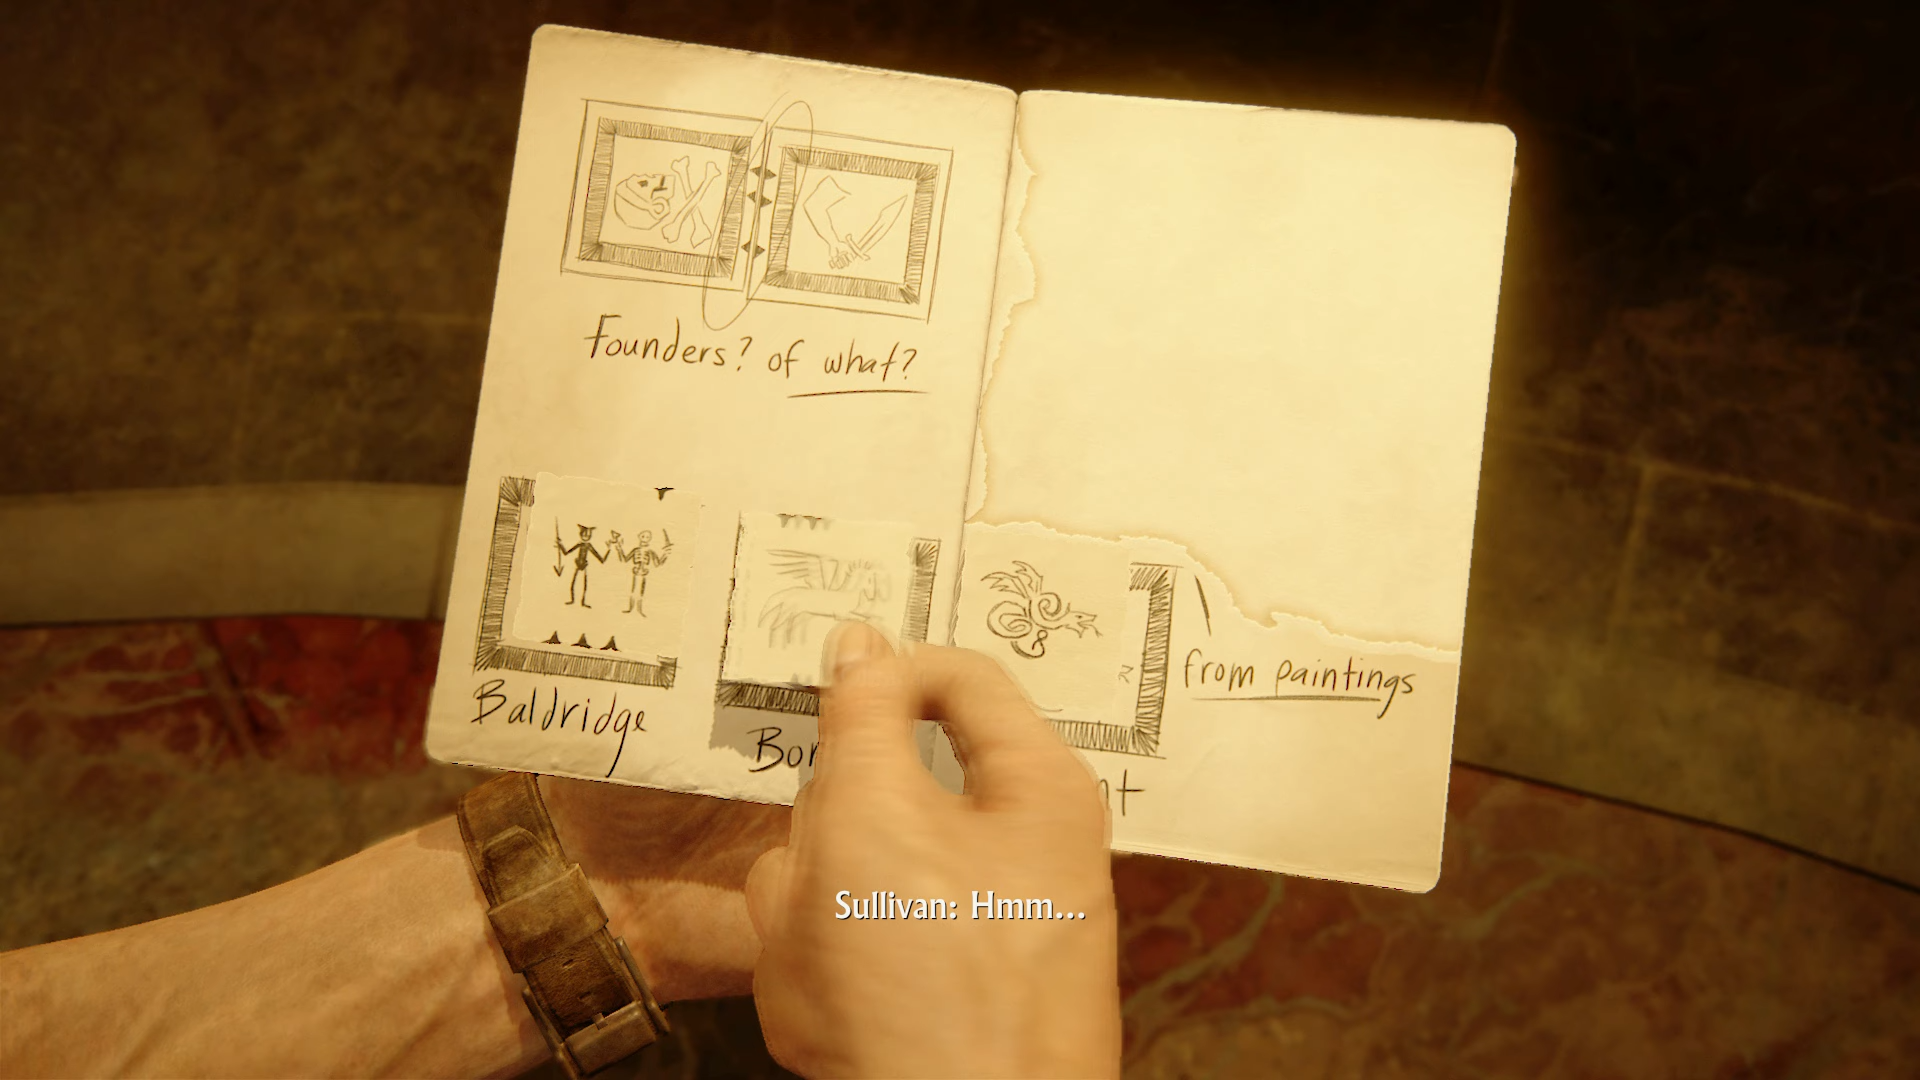 Founders? of what?
Baldridge
from paintings
Sullivan: Hmm...